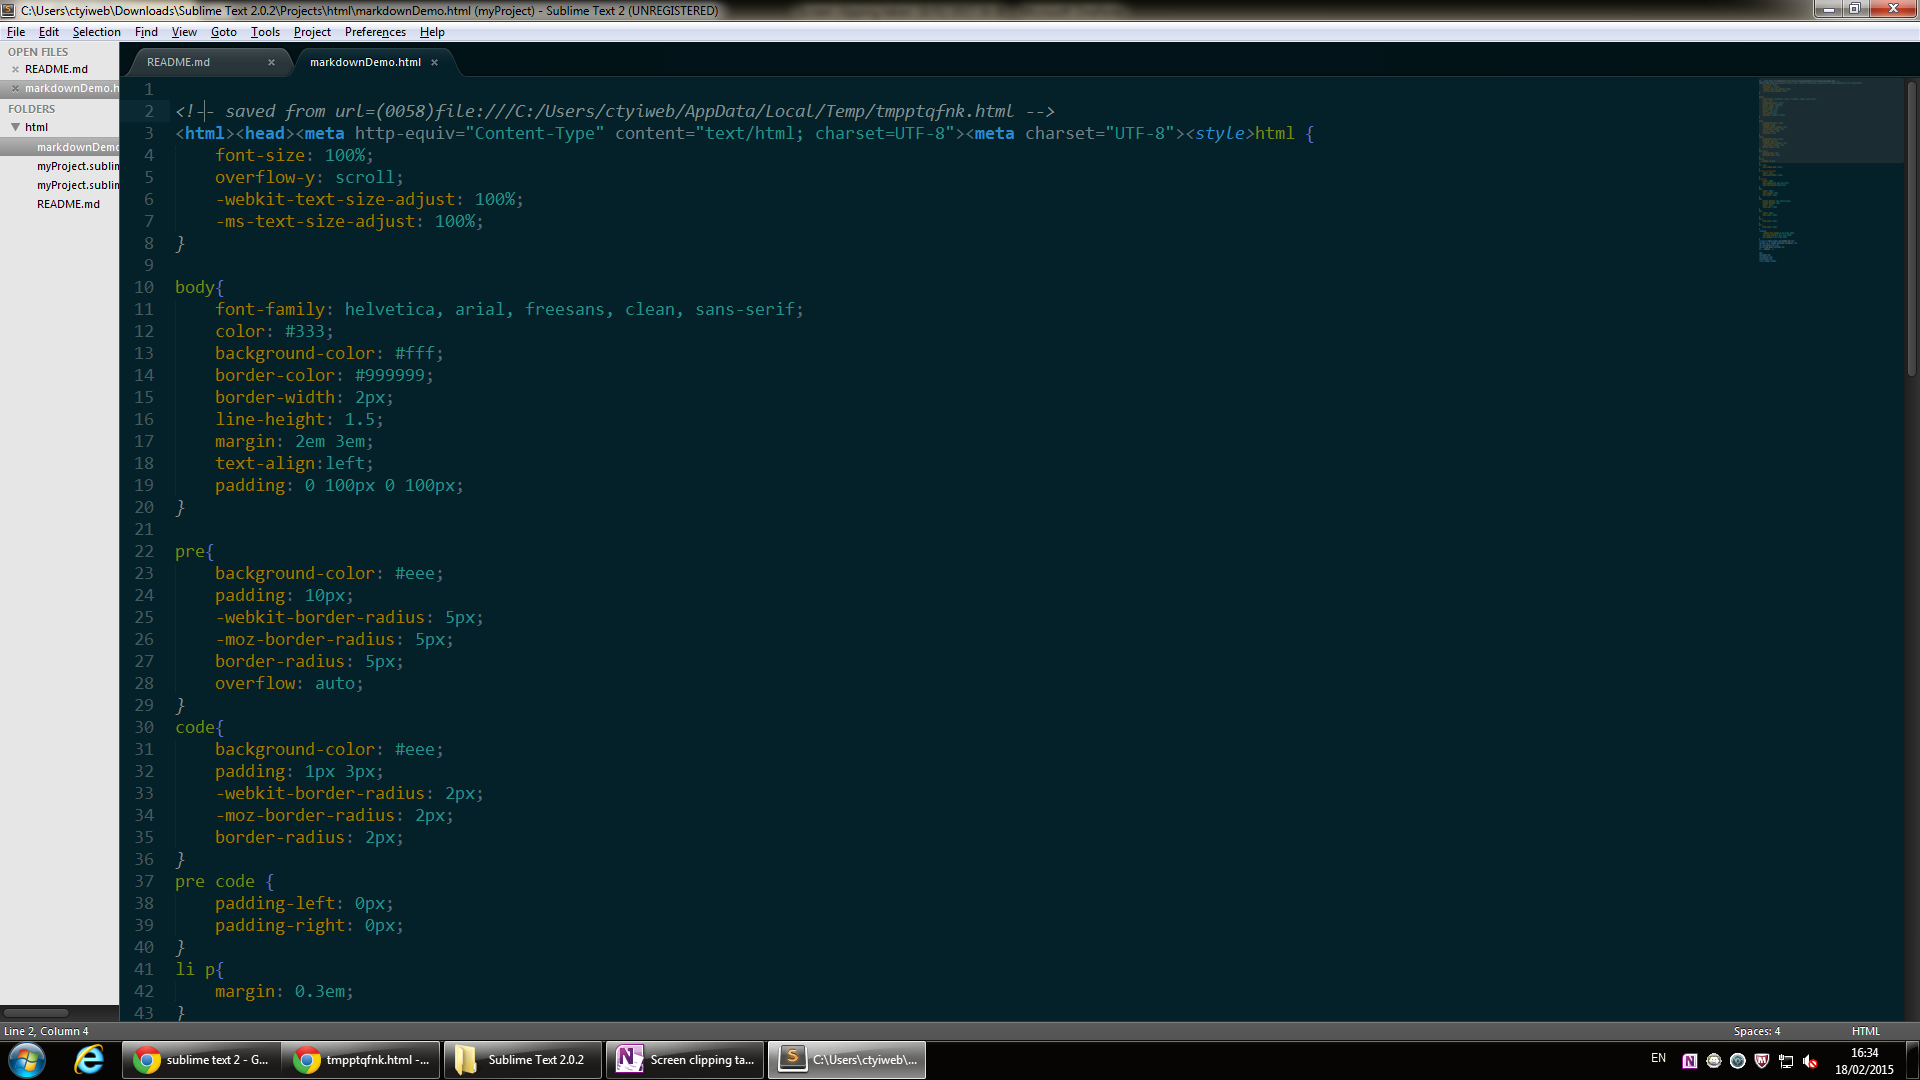 C:\Users\ctyiweb\Downloads\Sublime Text 2.0.2\Projects\html\markdownDemo.html (myProject) - Sublime Text 2 (UNREGISTERED)
File Edit Selection Find View Goto Tools Project Preferences Help
OPEN FILES
README.md
markdownDemo.h
FOLDERS
html
markdownDemo
myProject.sublim
myProject.sublim
README.md
README.md markdownDemo.html
1
2 <!-- saved from url=(0058)file:///C:/Users/ctyiweb/AppData/Local/Temp/tmpptqfnk.html -->
3 <html><head><meta http-equiv="Content-Type" content="text/html; charset=UTF-8"><meta charset="UTF-8"><style>html {
4 font-size: 100%;
5 overflow-y: scroll;
6 -webkit-text-size-adjust: 100%;
7 -ms-text-size-adjust: 100%;
8 }
9
10 body{
11 font-family: helvetica, arial, freesans, clean, sans-serif;
12 color: #333;
13 background-color: #fff;
14 border-color: #999999;
15 border-width: 2px;
16 line-height: 1.5;
17 margin: 2em 3em;
18 text-align:left;
19 padding: 0 100px 0 100px;
20 }
21
22 pre{
23 background-color: #eee;
24 padding: 10px;
25 -webkit-border-radius: 5px;
26 -moz-border-radius: 5px;
27 border-radius: 5px;
28 overflow: auto;
29 }
30 code{
31 background-color: #eee;
32 padding: 1px 3px;
33 -webkit-border-radius: 2px;
34 -moz-border-radius: 2px;
35 border-radius: 2px;
36 }
37 pre code {
38 padding-left: 0px;
39 padding-right: 0px;
40 }
41 li p{
42 margin: 0.3em;
43 }
Line 2, Column 4 Spaces: 4 HTML
sublime text 2 - G... tmpptqfnk.html -... Sublime Text 2.0.2 Screen clipping ta... C:\Users\ctyiweb\... EN 16:34
18/02/2015